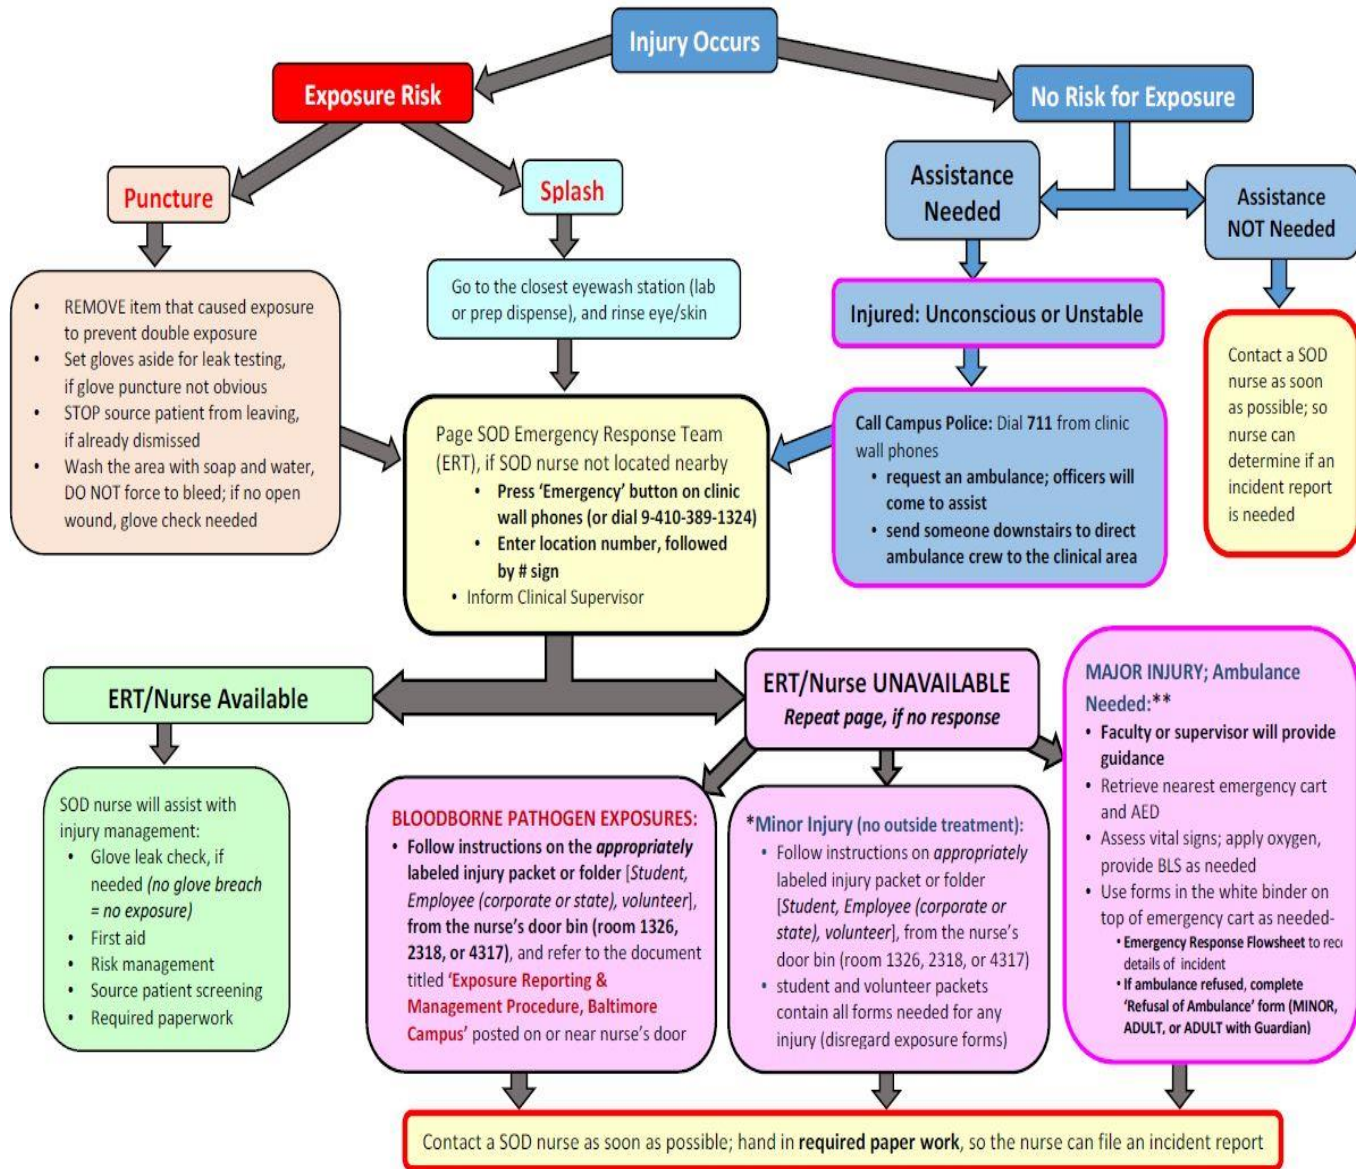 Injury Occurs
Exposure Risk
No Risk for Exposure
Puncture
Splash
Assistance
Needed
Assistance
NOT Needed
• REMOVE item that caused exposure
to prevent double exposure
• Set gloves aside for leak testing,
if glove puncture not obvious
• STOP source patient from leaving,
if already dismissed
• Wash the area with soap and water,
DO NOT force to bleed; if no open
wound, glove check needed
Go to the closest eyewash station (lab
or prep dispense), and rinse eye/skin
Injured: Unconscious or Unstable
Contact a SOD
nurse as soon
as possible; so
nurse can
determine if an
incident report
is needed
Page SOD Emergency Response Team
(ERT), if SOD nurse not located nearby
• Press ‘Emergency’ button on clinic
wall phones (or dial 9-410-389-1324)
• Enter location number, followed
by # sign
• Inform Clinical Supervisor
Call Campus Police: Dial 711 from clinic
wall phones
• request an ambulance; officers will
come to assist
• send someone downstairs to direct
ambulance crew to the clinical area
ERT/Nurse Available
ERT/Nurse UNAVAILABLE
Repeat page, if no response
SOD nurse will assist with
injury management:
• Glove leak check, if
needed (no glove breach
= no exposure)
• First aid
• Risk management
• Source patient screening
• Required paperwork
BLOODBORNE PATHOGEN EXPOSURES:
• Follow instructions on the appropriately
labeled injury packet or folder [Student,
Employee (corporate or state), volunteer],
from the nurse’s door bin (room 1326,
2318, or 4317), and refer to the document
titled ‘Exposure Reporting &
Management Procedure, Baltimore
Campus’ posted on or near nurse’s door
*Minor Injury (no outside treatment):
• Follow instructions on appropriately
labeled injury packet or folder
[Student, Employee (corporate or
state), volunteer], from the nurse’s
door bin (room 1326, 2318, or 4317)
• student and volunteer packets
contain all forms needed for any
injury (disregard exposure forms)
MAJOR INJURY; Ambulance
Needed:**
• Faculty or supervisor will provide
guidance
• Retrieve nearest emergency cart
and AED
• Assess vital signs; apply oxygen,
provide BLS as needed
• Use forms in the white binder on
top of emergency cart as needed-
• Emergency Response Flowsheet to
details of incident
• If ambulance refused, complete
‘Refusal of Ambulance’ form (MINOR,
ADULT, or ADULT with Guardian)
Contact a SOD nurse as soon as possible; hand in required paper work, so the nurse can file an incident report